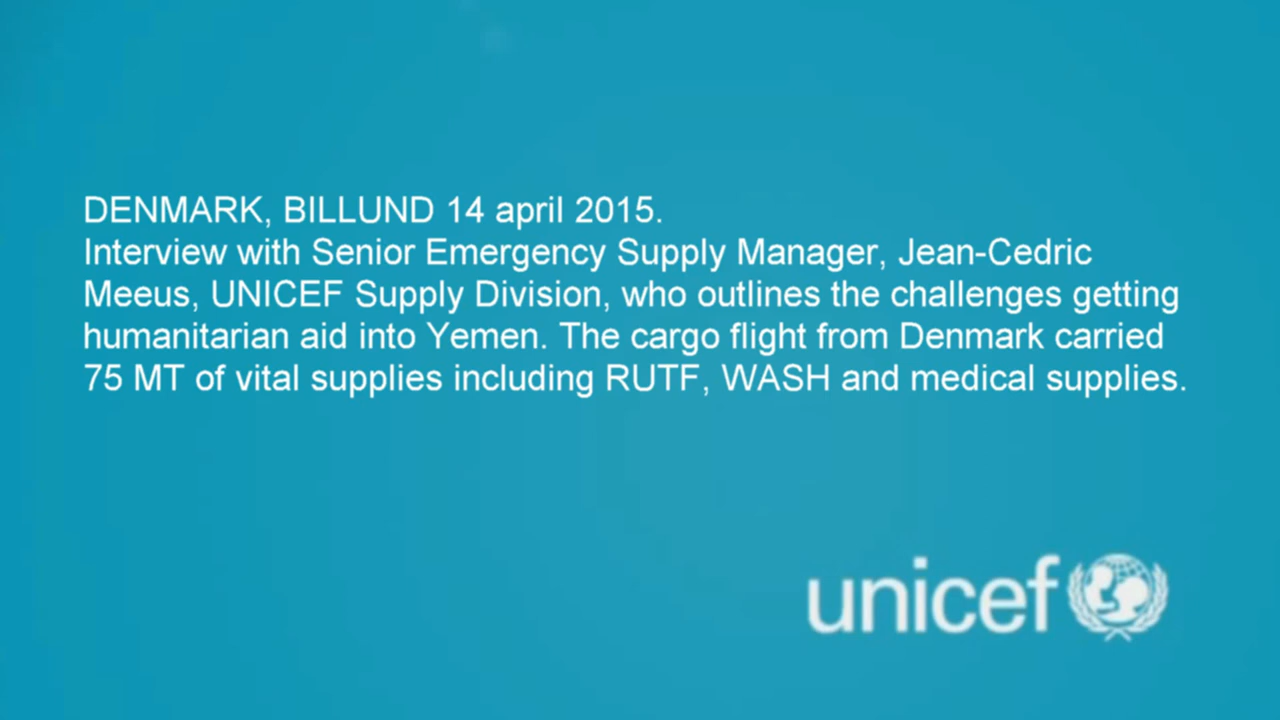 DENMARK, BILLUND 14 april 2015.
Interview with Senior Emergency Supply Manager, Jean-Cedric
Meeus, UNICEF Supply Division, who outlines the challenges getting
humanitarian aid into Yemen. The cargo flight from Denmark carried
75 MT of vital supplies including RUTF, WASH and medical supplies.
unicef